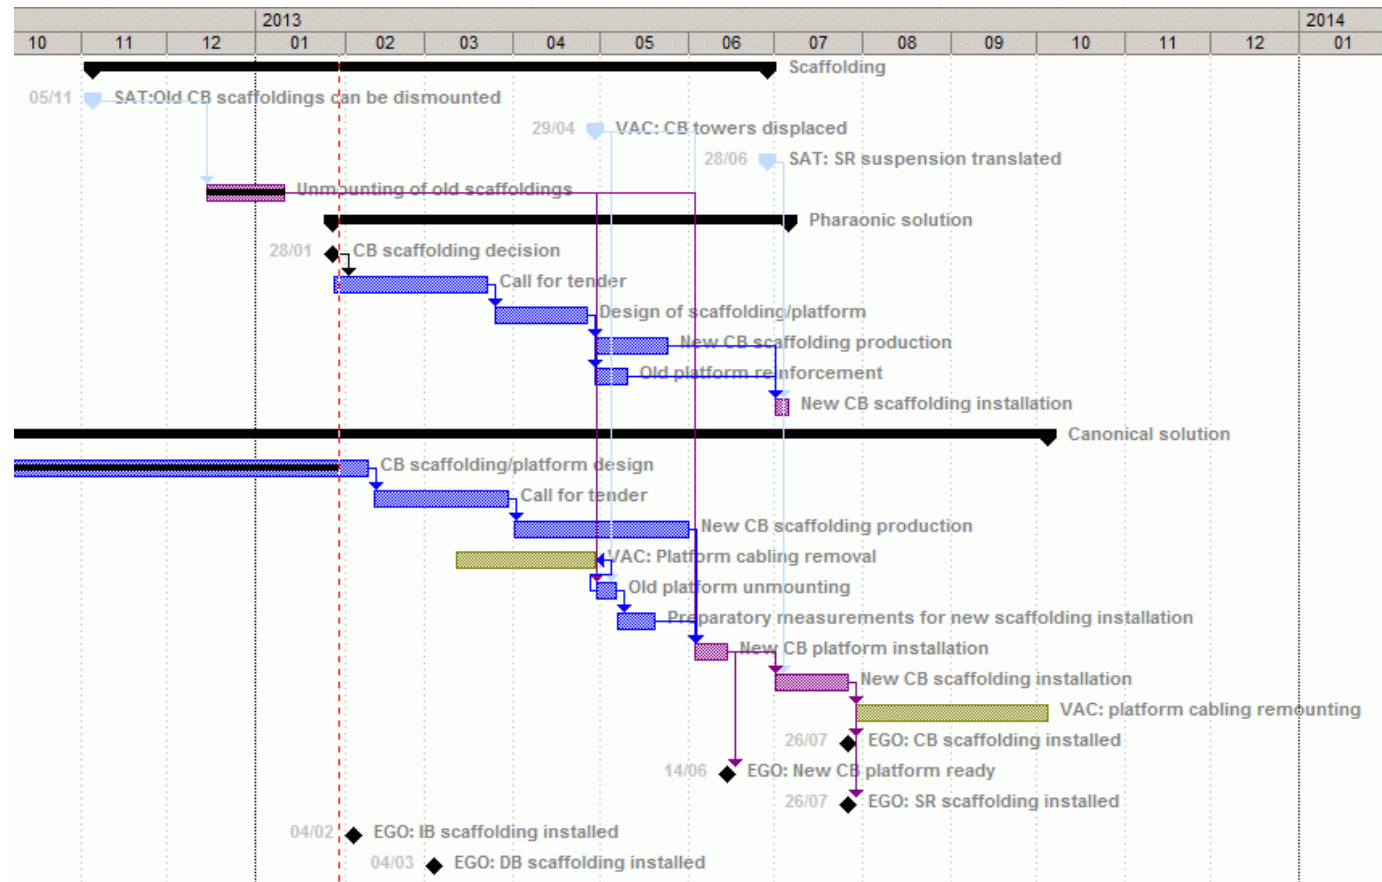 2013 2014
10 11 12 01 02 03 04 05 06 07 08 09 10 11 12 01
Scaffolding
05/11 SAT:Old CB scaffoldings can be dismounted
29/04 VAC: CB towers displaced
28/06 SAT: SR suspension translated
Unmounting of old scaffoldings
Pharaonic solution
28/01 CB scaffolding decision
Call for tender
Design of scaffolding/platform
New CB scaffolding production
Old platform reinforcement
New CB scaffolding installation
Canonical solution
CB scaffolding/platform design
Call for tender
New CB scaffolding production
VAC: Platform cabling removal
Old platform unmounting
Preparatory measurements for new scaffolding installation
New CB platform installation
New CB scaffolding installation
VAC: platform cabling remounting
26/07 EGO: CB scaffolding installed
14/06 EGO: New CB platform ready
26/07 EGO: SR scaffolding installed
04/02 EGO: IB scaffolding installed
04/03 EGO: DB scaffolding installed